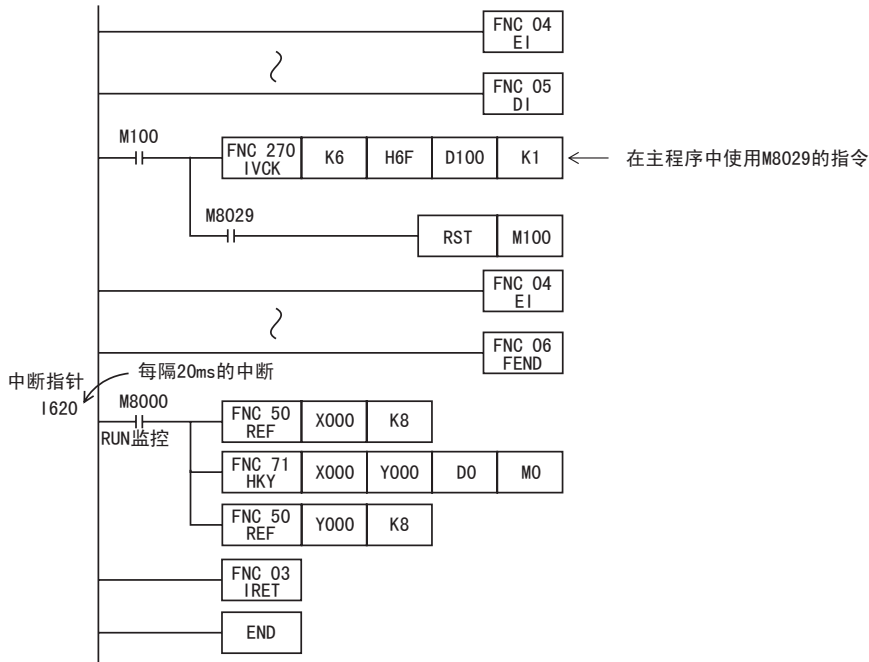 FNC 04
EI
FNC 05
DI
M100
FNC 270
IVCK
K6
H6F
D100
K1
在主程序中使用M8029的指令
M8029
RST
M100
FNC 04
EI
FNC 06
FEND
每隔20ms的中断
中断指针
I620
M8000
RUN监控
FNC 50
REF
X000
K8
FNC 71
HKY
X000
Y000
D0
M0
FNC 50
REF
Y000
K8
FNC 03
IRET
END